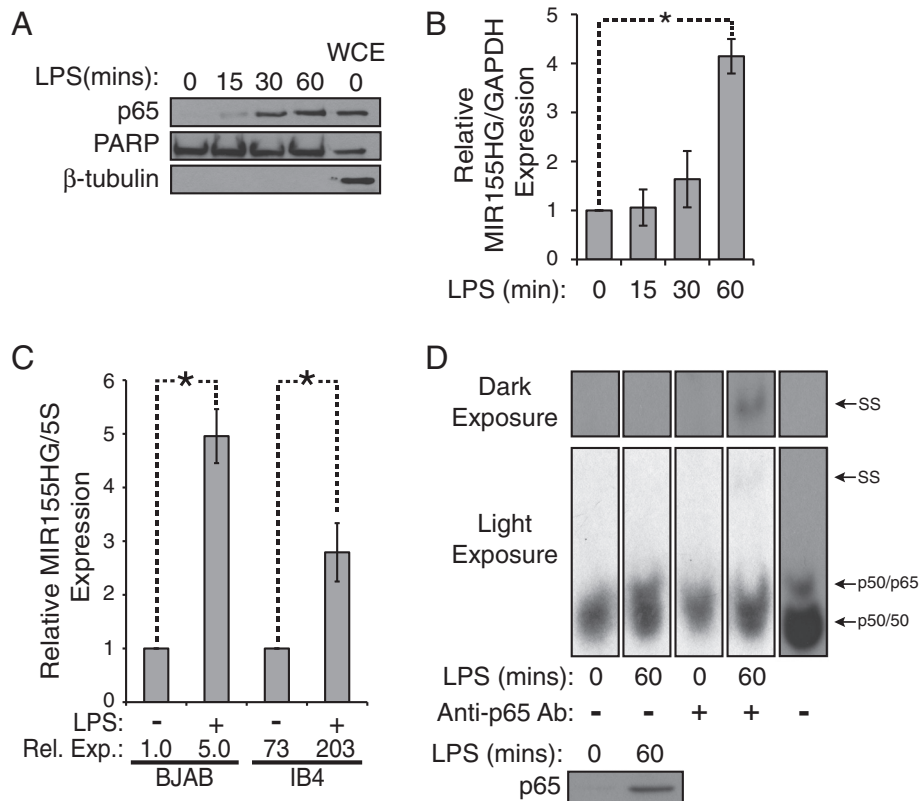 A
WCE
LPS(mins): 0 15 30 60 0
p65
PARP
β-tubulin
B
Relative
MIR155HG/GAPDH
Expression
5
4
3
2
1
0
*
LPS (min): 0 15 30 60
C
Relative MIR155HG/5S
Expression
6
5
4
3
2
1
0
* *
LPS: - + - +
Rel. Exp.: 1.0 5.0 73 203
BJAB IB4
D
Dark
Exposure
SS
Light
Exposure
SS
p50/p65
p50/50
LPS (mins): 0 60 0 60
Anti-p65 Ab: - - + + -
LPS (mins): 0 60
p65